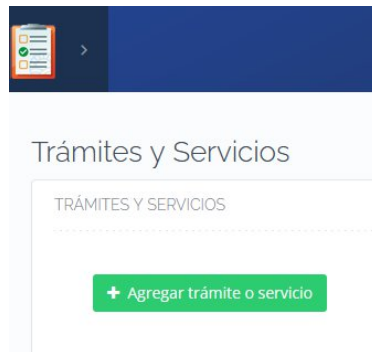 Trámites y Servicios
TRÁMITES Y SERVICIOS
+ Agregar trámite o servicio